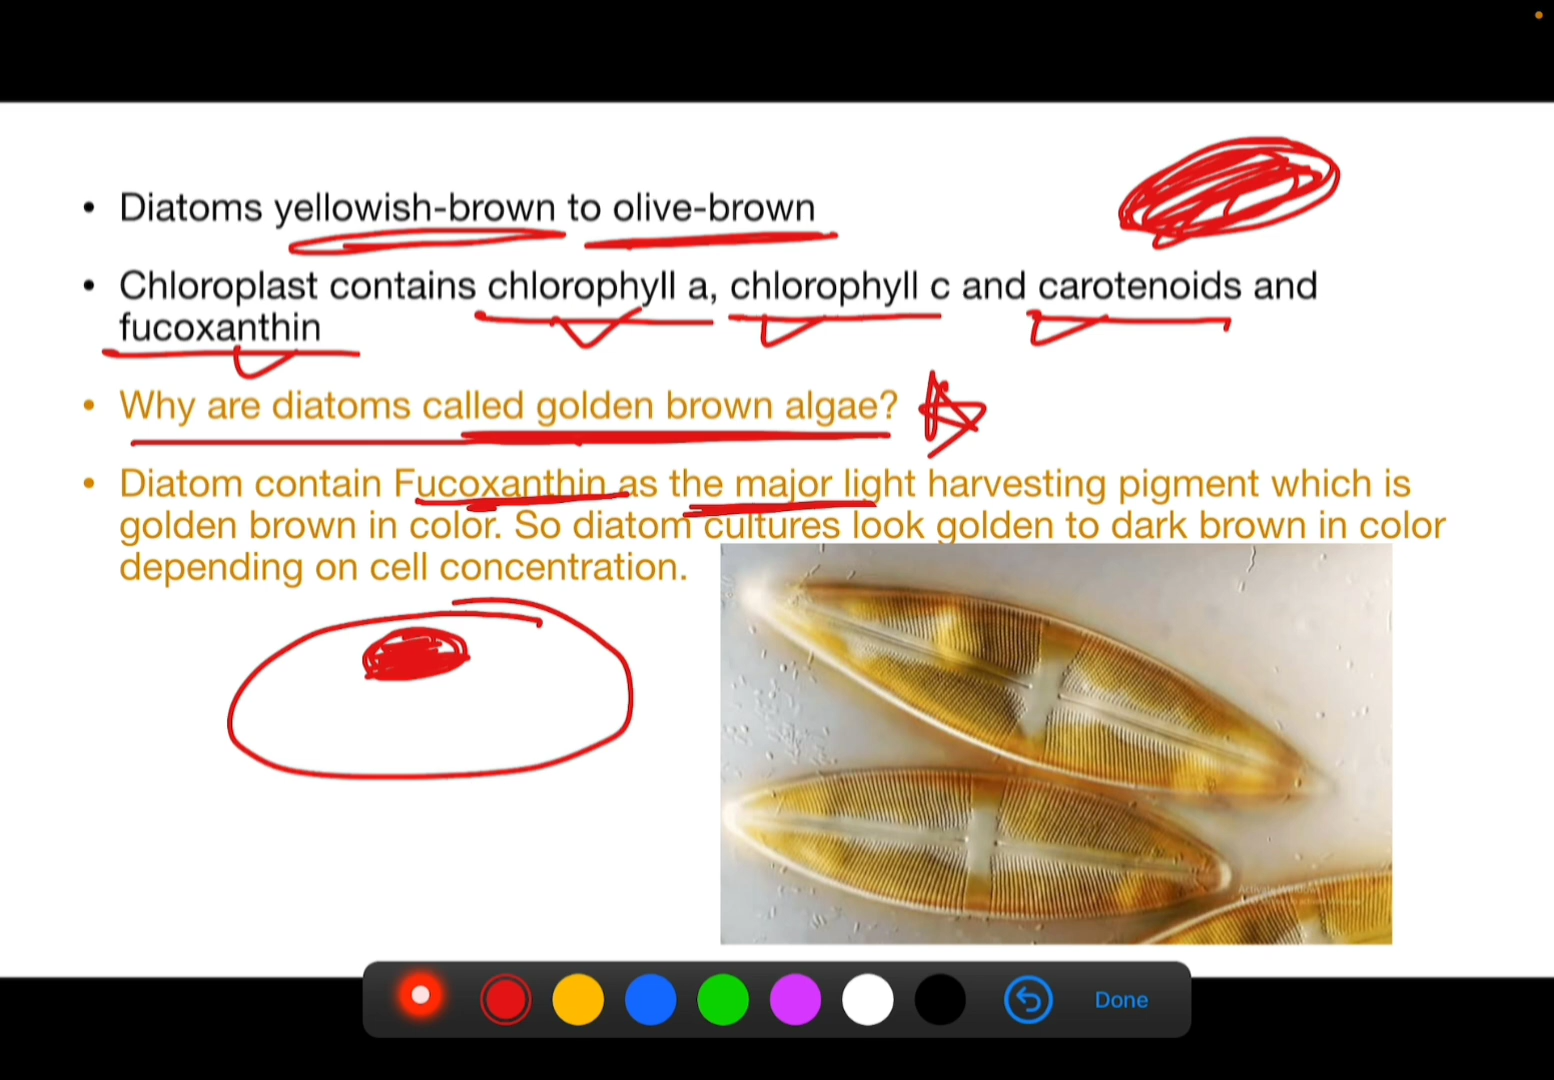 • Diatoms yellowish-brown to olive-brown
• Chloroplast contains chlorophyll a, chlorophyll c and carotenoids and
fucoxanthin
• Why are diatoms called golden brown algae?
• Diatom contain Fucoxanthin as the major light harvesting pigment which is
golden brown in color. So diatom cultures look golden to dark brown in color
depending on cell concentration.
Done